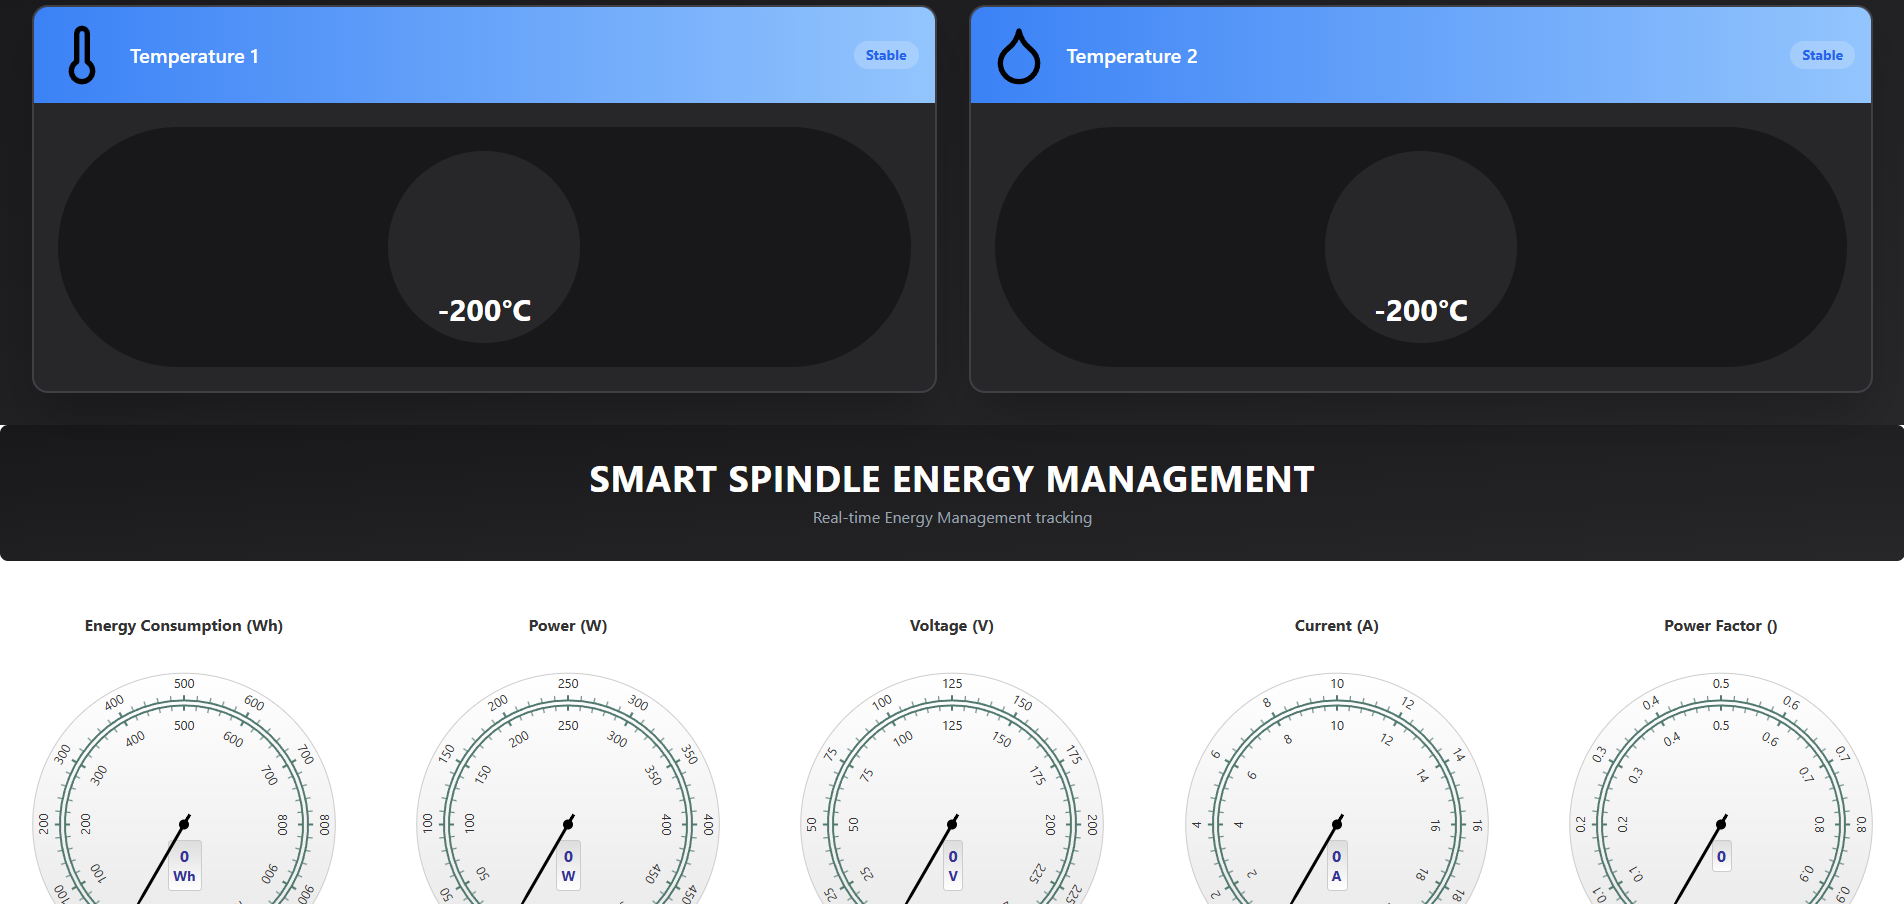 Temperature 1
Stable
Temperature 2
Stable
-200°C
-200°C
SMART SPINDLE ENERGY MANAGEMENT
Real-time Energy Management tracking
Energy Consumption (Wh)
Power (W)
Voltage (V)
Current (A)
Power Factor ()
100 200 300 400 500 600 700 800 900
100 200 300 400 500 600 700 800 900
0
Wh
50 100 150 200 250 300 350 400 450
50 100 150 200 250 300 350 400 450
0
W
25 50 75 100 125 150 175 200 225
25 50 75 100 125 150 175 200 225
0
V
2 4 6 8 10 12 14 16 18
2 4 6 8 10 12 14 16 18
0
A
0.1 0.2 0.3 0.4 0.5 0.6 0.7 0.8 0.9
0.1 0.2 0.3 0.4 0.5 0.6 0.7 0.8 0.9
0